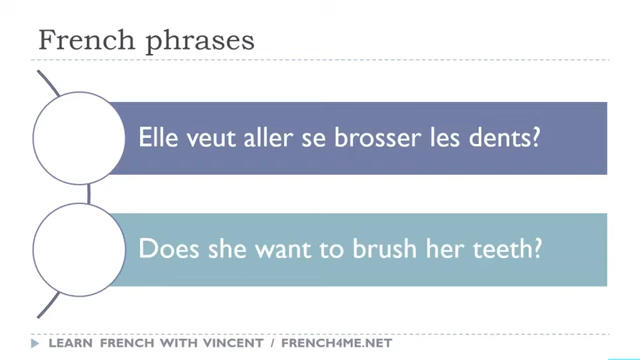 French phrases
Elle veut aller se brosser les dents?
Does she want to brush her teeth?
LEARN FRENCH WITH VINCENT / FRENCH4ME.NET